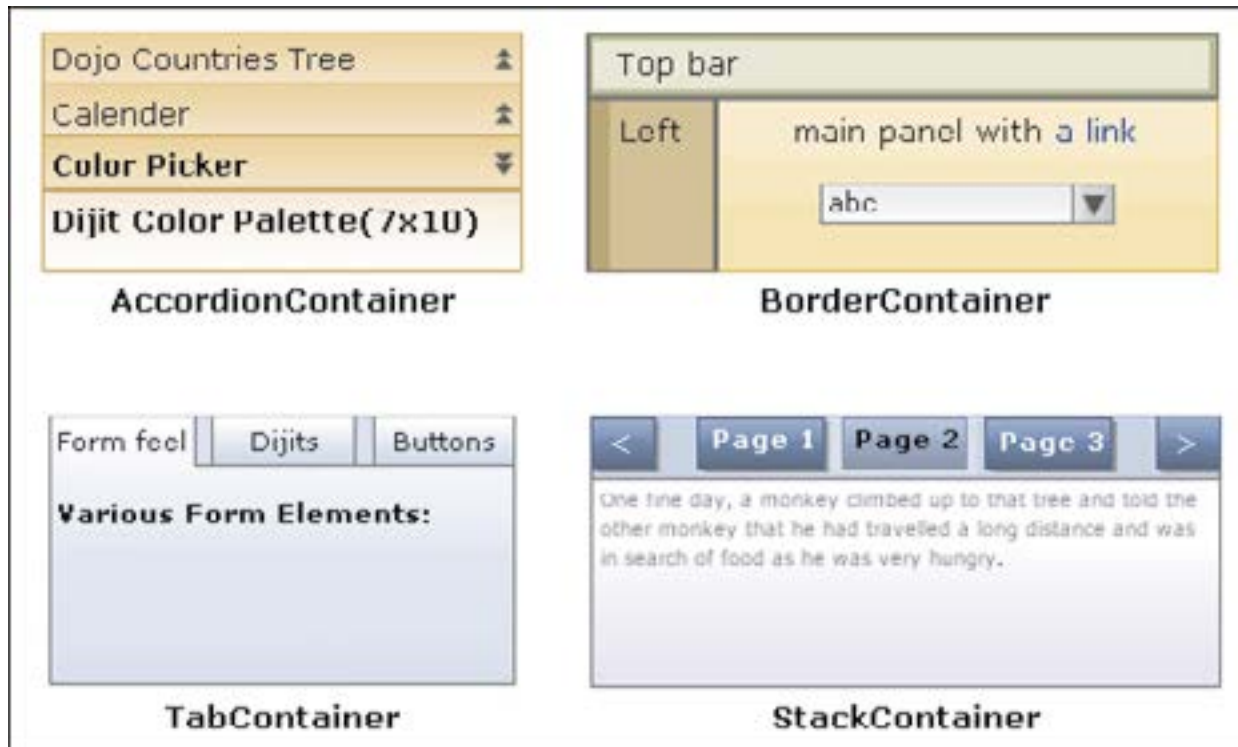 Dojo Countries Tree
Calender
Color Picker
Dijit Color Palette(7x10)
AccordionContainer
Top bar
Left
main panel with a link
abc
BorderContainer
Form feel Dijits Buttons
Various Form Elements:
TabContainer
< Page 1 Page 2 Page 3 >
One fine day, a monkey climbed up to that tree and told the
other monkey that he had travelled a long distance and was
in search of food as he was very hungry.
StackContainer